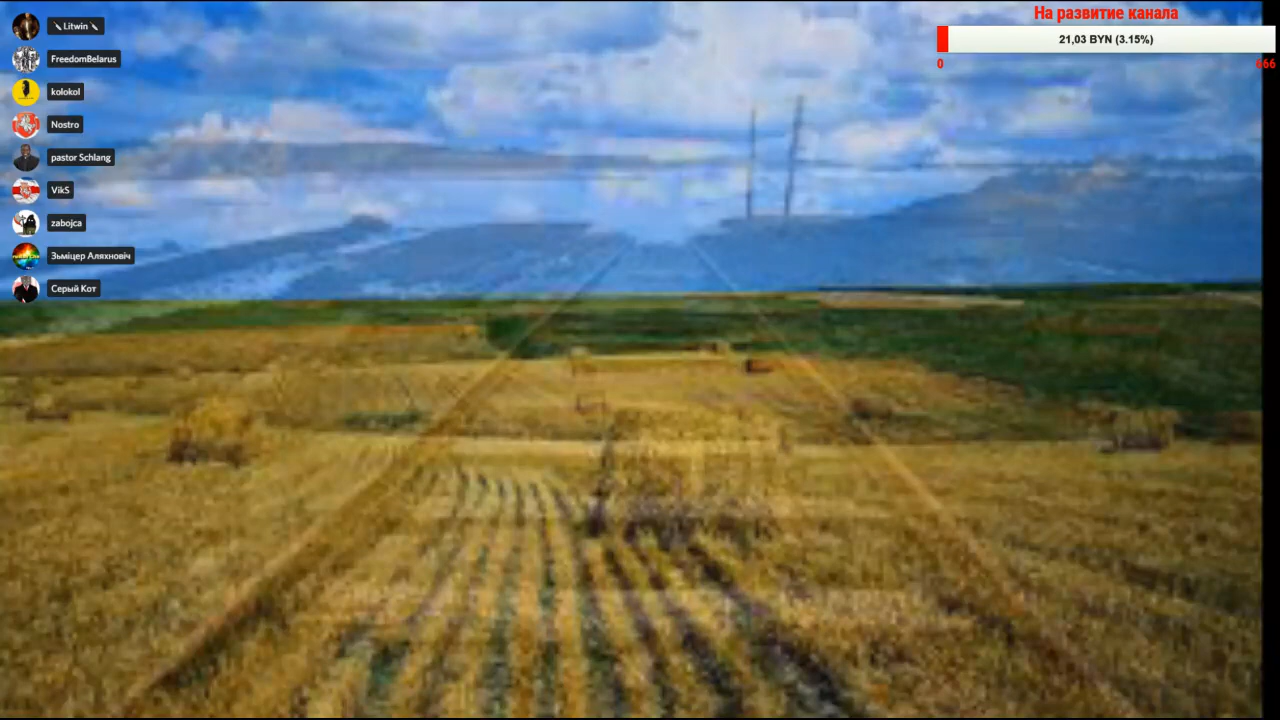 Litwin
FreedomBelarus
kolokol
Nostro
pastor Schlang
VikS
zabojca
Зьміцер Аляхновіч
Серый Кот
На развитие канала
21,03 BYN (3.15%)
0
666